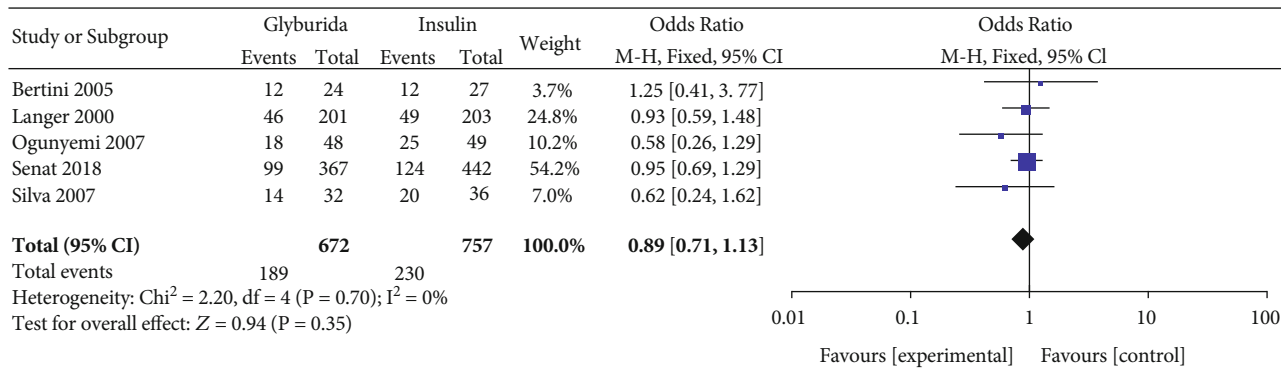 Study or Subgroup Glyburida Insulin Weight Odds Ratio Odds Ratio
Events Total Events Total M-H, Fixed, 95% CI M-H, Fixed, 95% CI
Bertini 2005 12 24 12 27 3.7% 1.25 [0.41, 3. 77]
Langer 2000 46 201 49 203 24.8% 0.93 [0.59, 1.48]
Ogunyemi 2007 18 48 25 49 10.2% 0.58 [0.26, 1.29]
Senat 2018 99 367 124 442 54.2% 0.95 [0.69, 1.29]
Silva 2007 14 32 20 36 7.0% 0.62 [0.24, 1.62]
Total (95% CI) 672 757 100.0% 0.89 [0.71, 1.13]
Total events 189 230
Heterogeneity: Chi² = 2.20, df = 4 (P = 0.70); I² = 0%
Test for overall effect: Z = 0.94 (P = 0.35)
0.01 0.1 1 10 100
Favours [experimental] Favours [control]